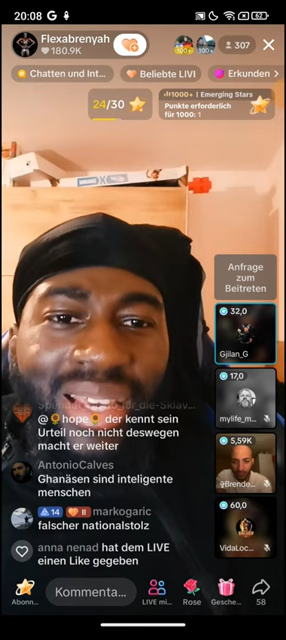 20:08 G
62
Flexabrenyah
180.9K
307
Chatten und Int...
Beliebte LIVI
Erkunden >
24/30
1000+ | Emerging Stars
Punkte erforderlich
für 1000: 1
Anfrage
zum
Beitreten
32,0
Gjilan_G
17,0
mylife_m...
5,59K
Brende...
60,0
VidaLoc...
@🌻hope🌻 der kennt sein
Urteil noch nicht deswegen
macht er weiter
AntonioCalves
Ghanäsen sind inteligente
menschen
14 II markogaric
falscher nationalstolz
anna nenad hat dem LIVE
einen Like gegeben
Abonn...
Kommenta...
LIVE mi...
Rose
Gesche...
58